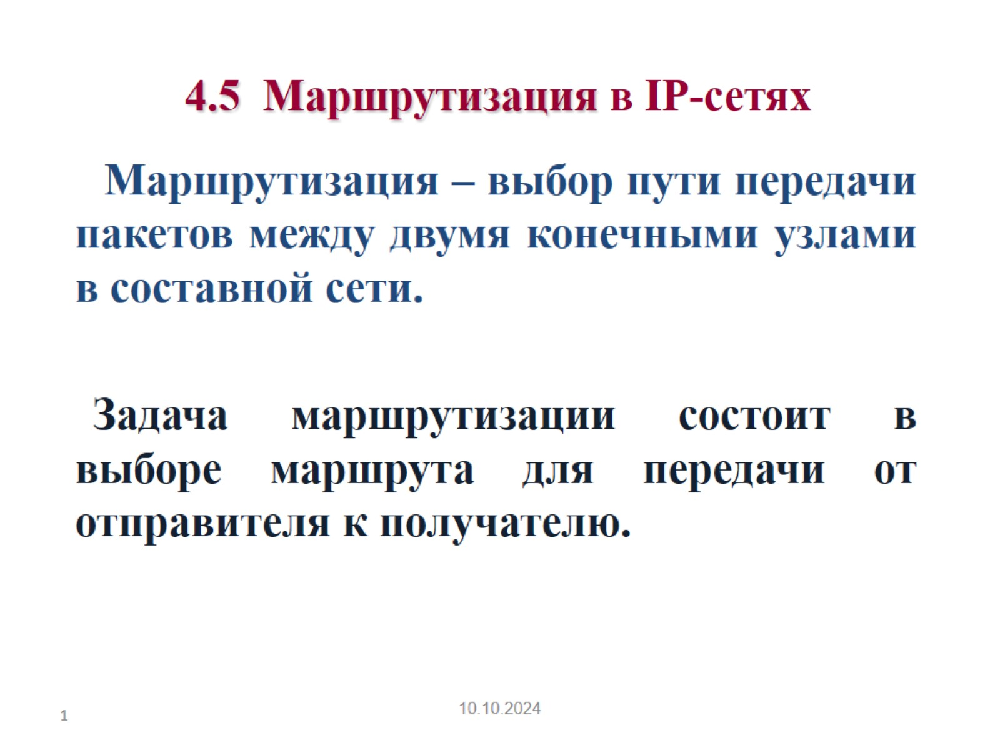 4.5 Маршрутизация в IP-сетях
Маршрутизация – выбор пути передачи
пакетов между двумя конечными узлами
в составной сети.
Задача маршрутизации состоит в
выборе маршрута для передачи от
отправителя к получателю.
1
10.10.2024